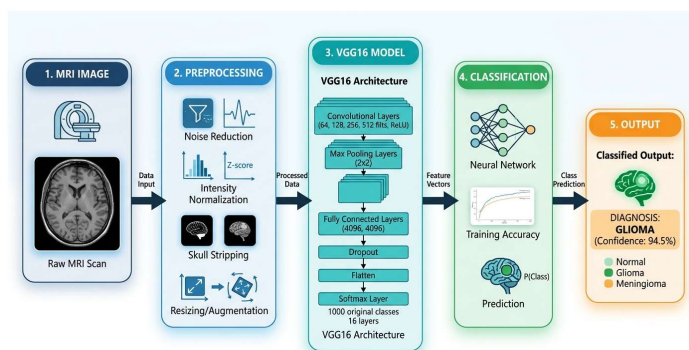 1. MRI IMAGE
Raw MRI Scan
Data
Input
2. PREPROCESSING
Noise Reduction
Z-score
Intensity
Normalization
Skull Stripping
Resizing/Augmentation
Processed
Data
3. VGG16 MODEL
VGG16 Architecture
Convolutional Layers
(64, 128, 256, 512 filts, ReLU)
Max Pooling Layers
(2x2)
Fully Connected Layers
(4096, 4096)
Dropout
Flatten
Softmax Layer
1000 original classes
16 layers
VGG16 Architecture
Feature
Vectors
4. CLASSIFICATION
Neural Network
Training Accuracy
P(Class)
Prediction
Class
Prediction
5. OUTPUT
Classified Output:
DIAGNOSIS:
GLIOMA
(Confidence: 94.5%)
Normal
Glioma
Meningioma